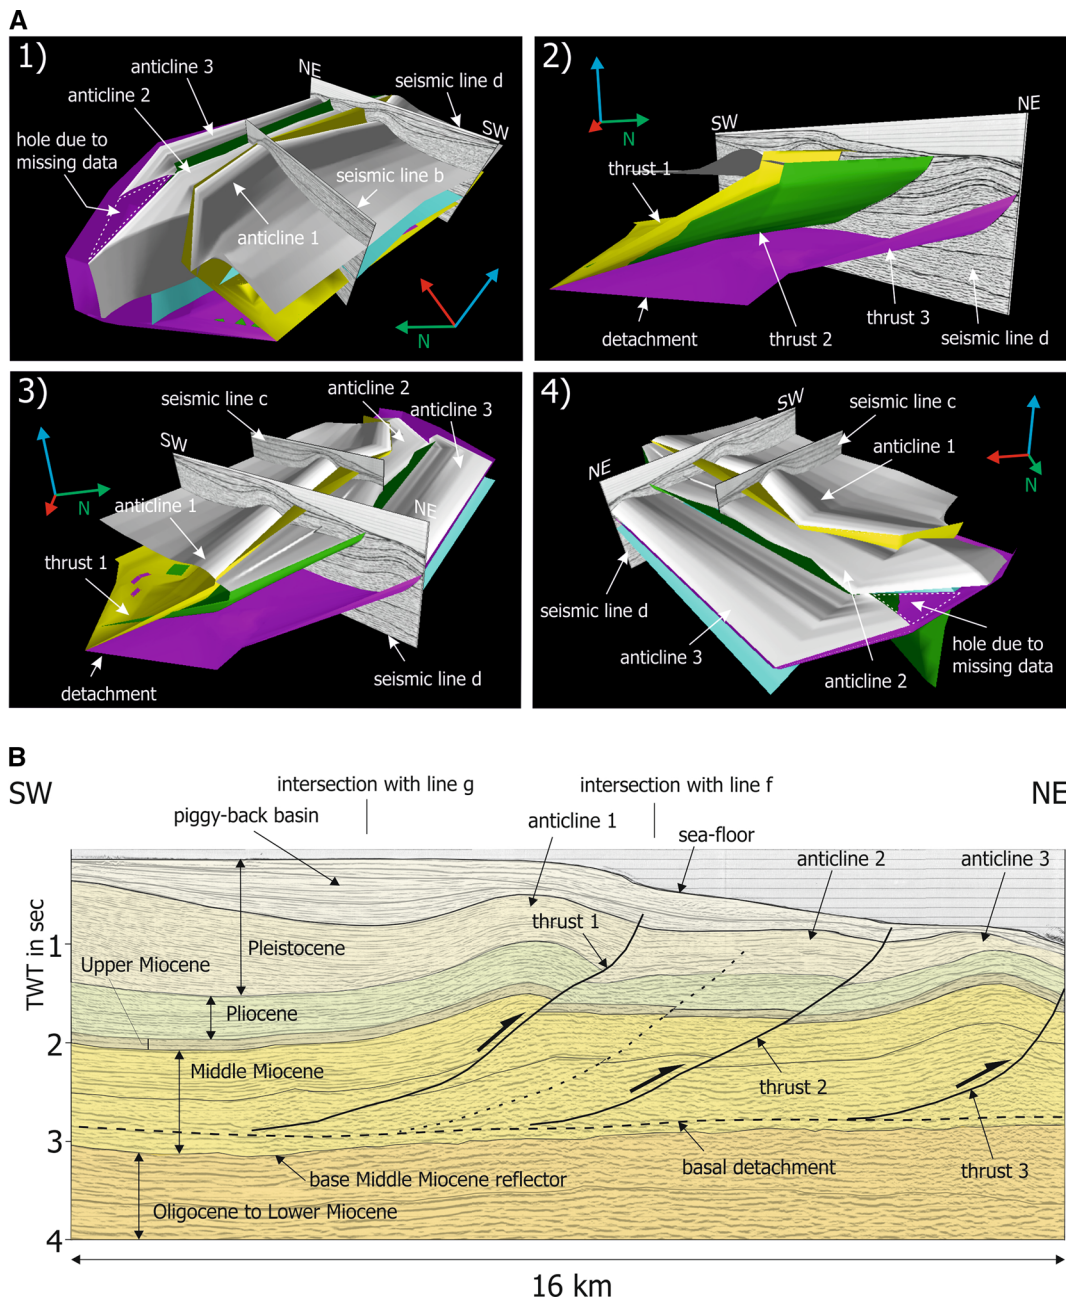 A
1)
anticline 3
anticline 2
hole due to
missing data
NE
seismic line d
SW
seismic line b
anticline 1
N
2)
N
SW
NE
thrust 1
detachment
thrust 2
thrust 3
seismic line d
3)
seismic line c
anticline 2
anticline 3
SW
N
anticline 1
NE
thrust 1
detachment
seismic line d
4)
SW
seismic line c
NE
anticline 1
N
seismic line d
anticline 3
anticline 2
hole due to
missing data
B
SW
intersection with line g
intersection with line f
NE
piggy-back basin
anticline 1
sea-floor
anticline 2
anticline 3
thrust 1
TWT in sec
1
Pleistocene
Upper Miocene
Pliocene
2
Middle Miocene
thrust 2
3
base Middle Miocene reflector
basal detachment
thrust 3
Oligocene to Lower Miocene
4
16 km